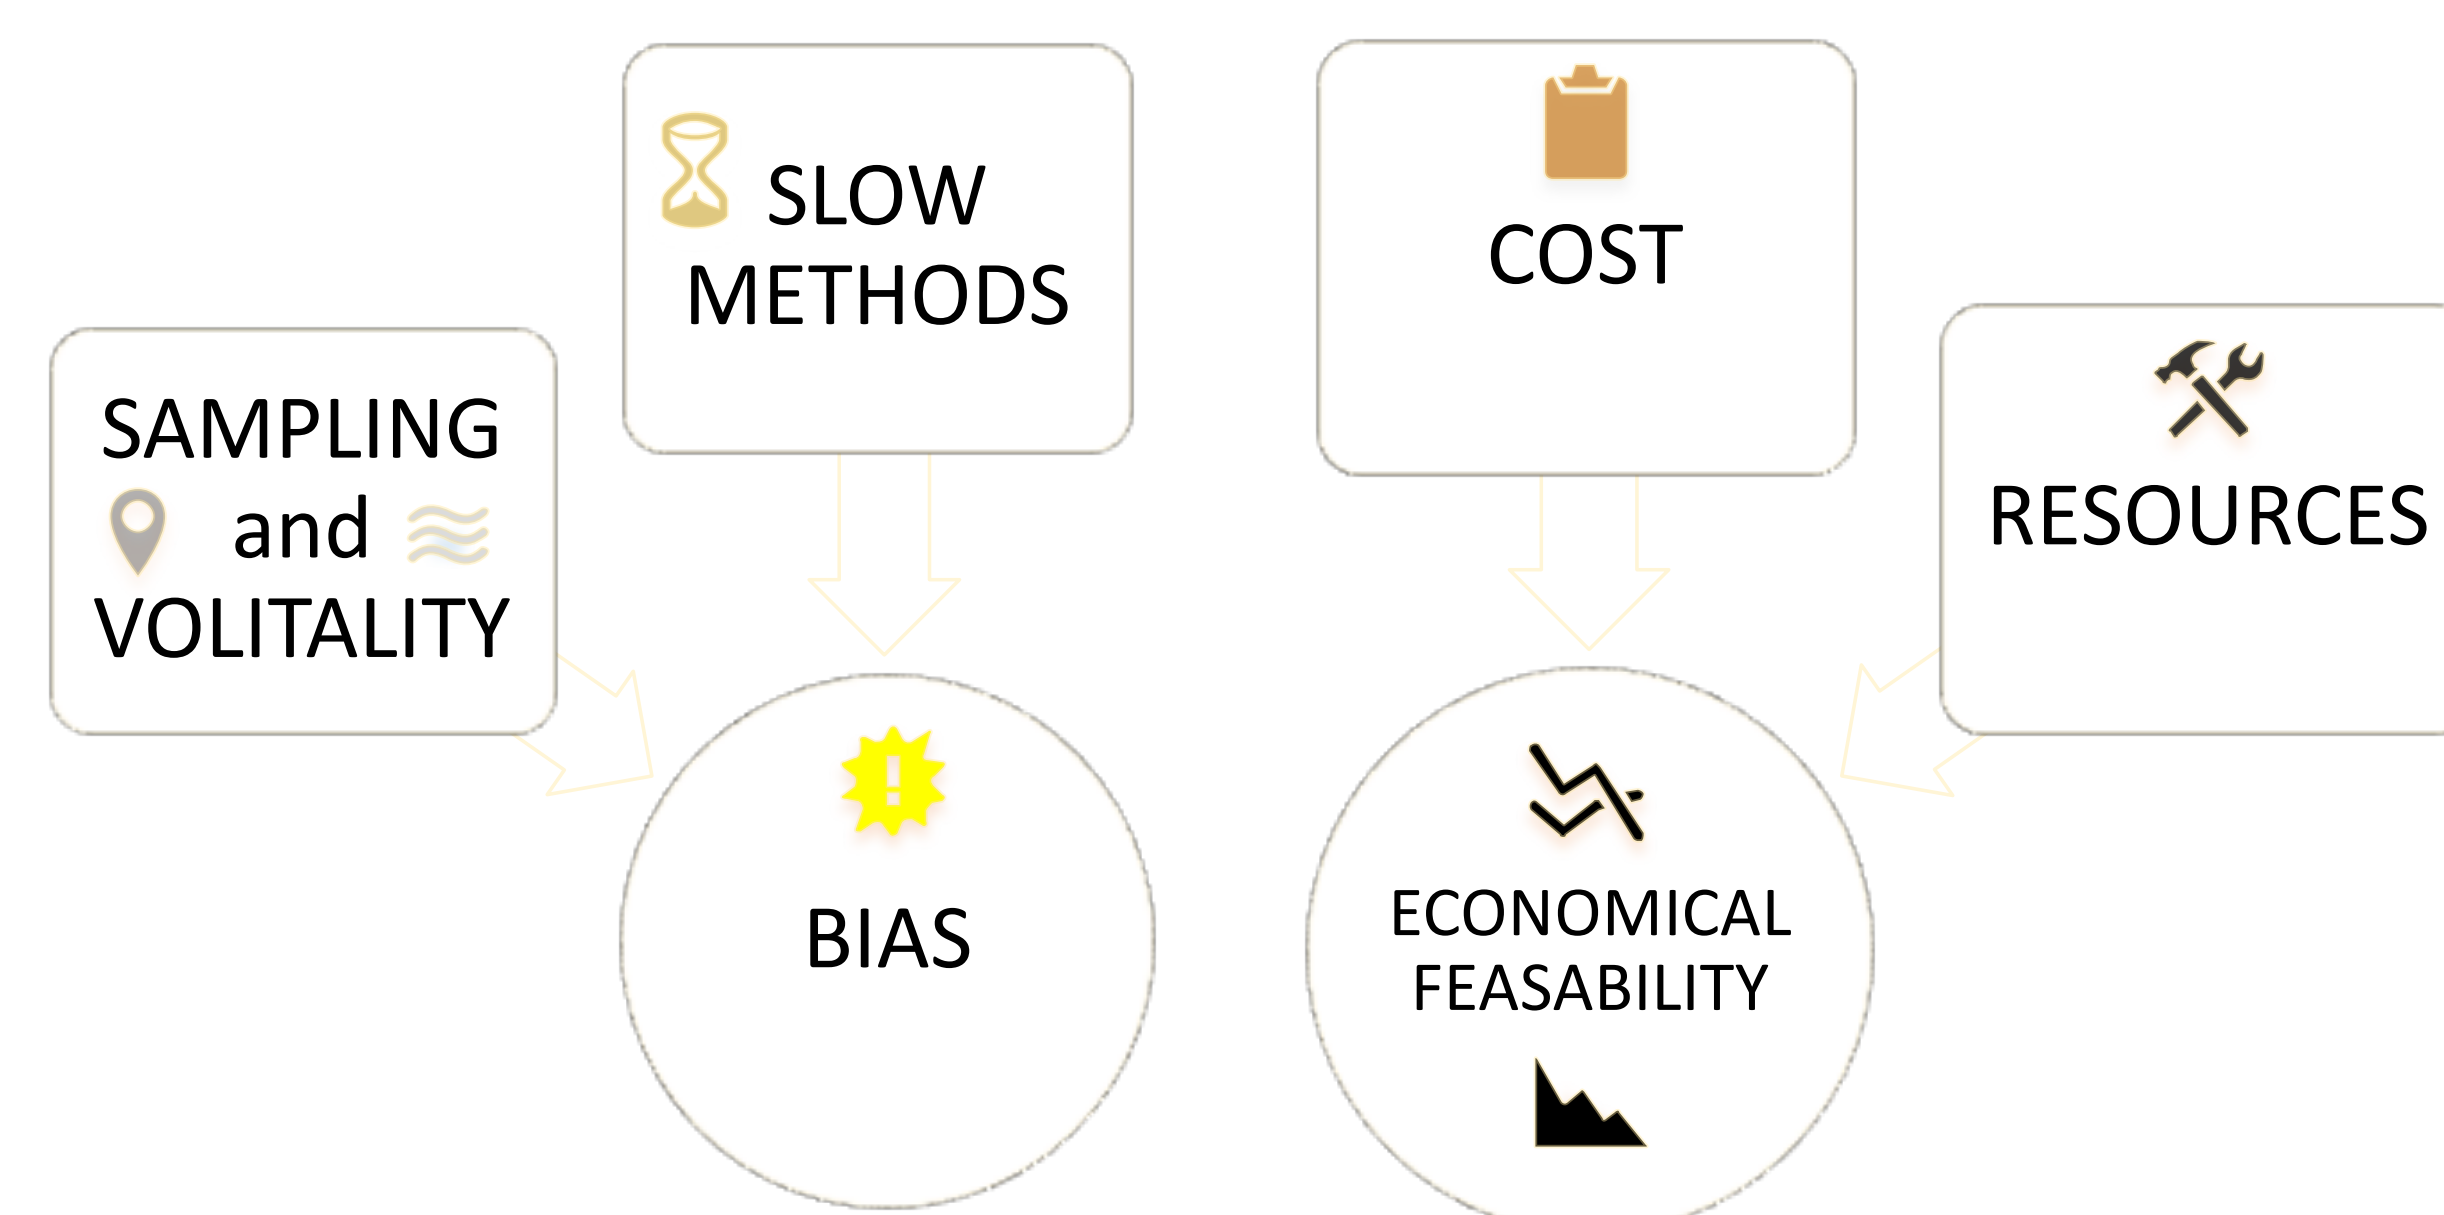 SAMPLING
and
VOLITALITY
SLOW
METHODS
COST
RESOURCES
BIAS
ECONOMICAL
FEASABILITY